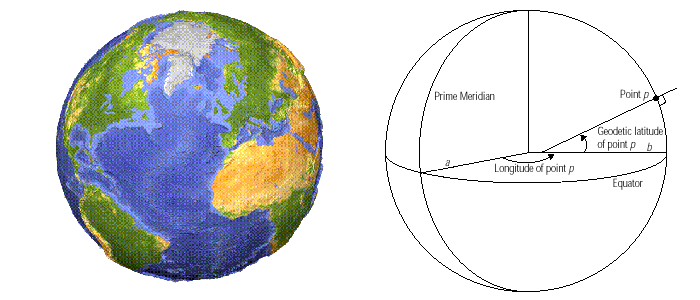 Point p
Prime Meridian
Geodetic latitude
of point p
b
a
Longitude of point p
Equator